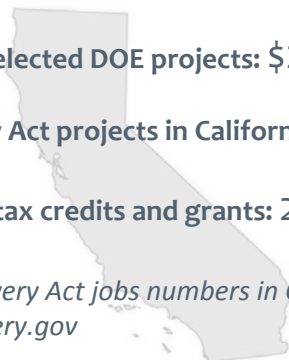 elected DOE projects: $
Act projects in Californ
tax credits and grants: 2
very Act jobs numbers in
ery.gov